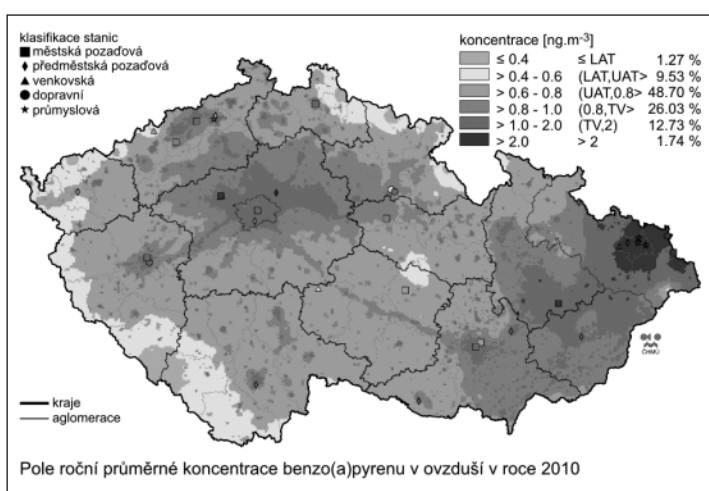 klasifikace stanic
městská pozaďová
předměstská pozaďová
venkovská
dopravní
průmyslová
koncentrace [ng.m-3]
≤ 0.4 ≤ LAT 1.27 %
> 0.4 - 0.6 (LAT,UAT> 9.53 %
> 0.6 - 0.8 (UAT,0.8> 48.70 %
> 0.8 - 1.0 (0.8,TV> 26.03 %
> 1.0 - 2.0 (TV,2) 12.73 %
> 2.0 > 2 1.74 %
ČHMÚ
kraje
aglomerace
Pole roční průměrné koncentrace benzo(a)pyrenu v ovzduší v roce 2010